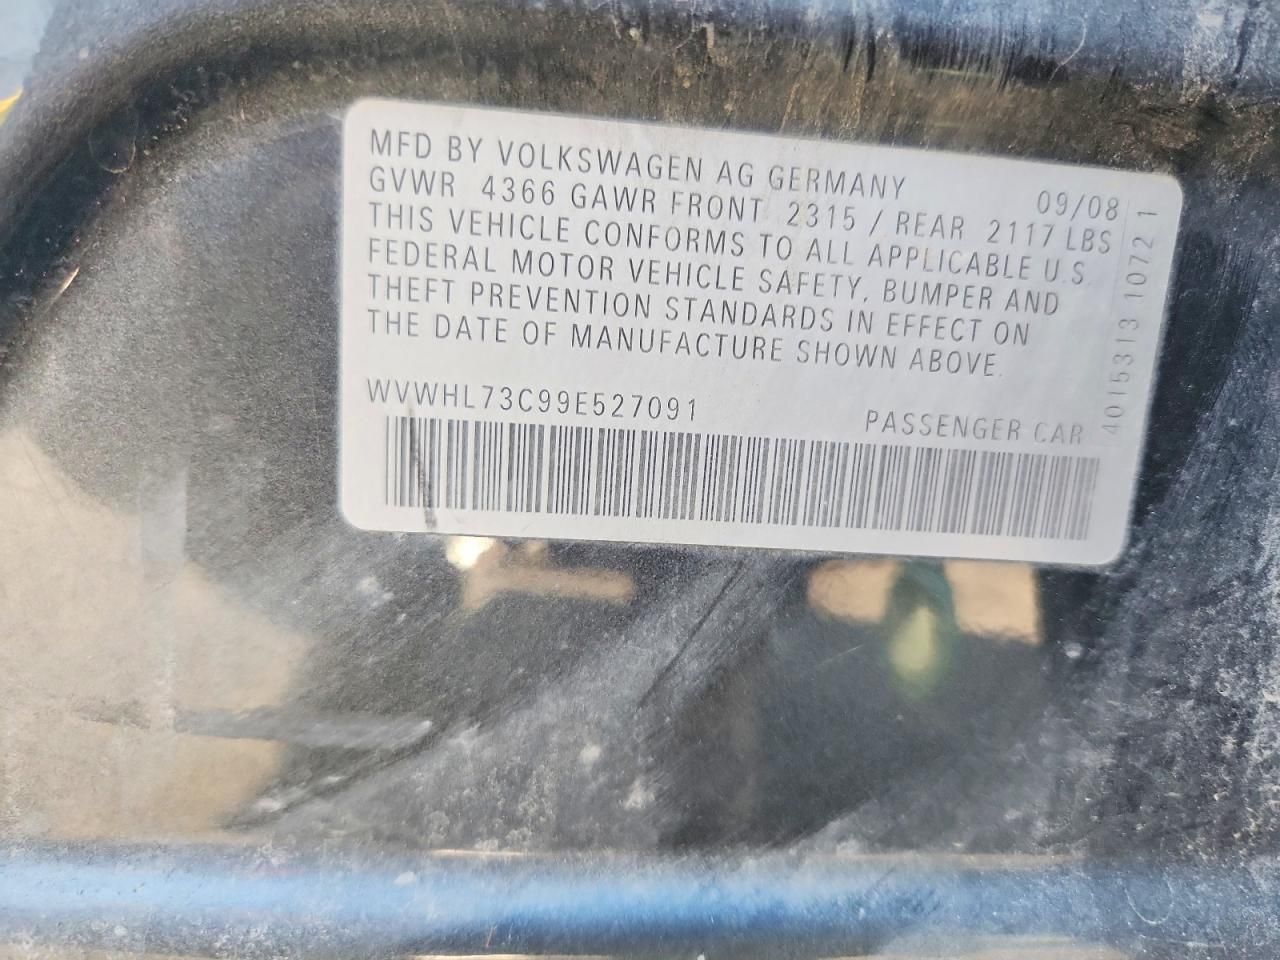 MFD BY VOLKSWAGEN AG GERMANY 09/08
GVWR 4366 GAWR FRONT 2315 / REAR 2117 LBS
THIS VEHICLE CONFORMS TO ALL APPLICABLE U.S
FEDERAL MOTOR VEHICLE SAFETY, BUMPER AND
THEFT PREVENTION STANDARDS IN EFFECT ON
THE DATE OF MANUFACTURE SHOWN ABOVE.
WVWHL73C99E527091 PASSENGER CAR
4015313 1072 1